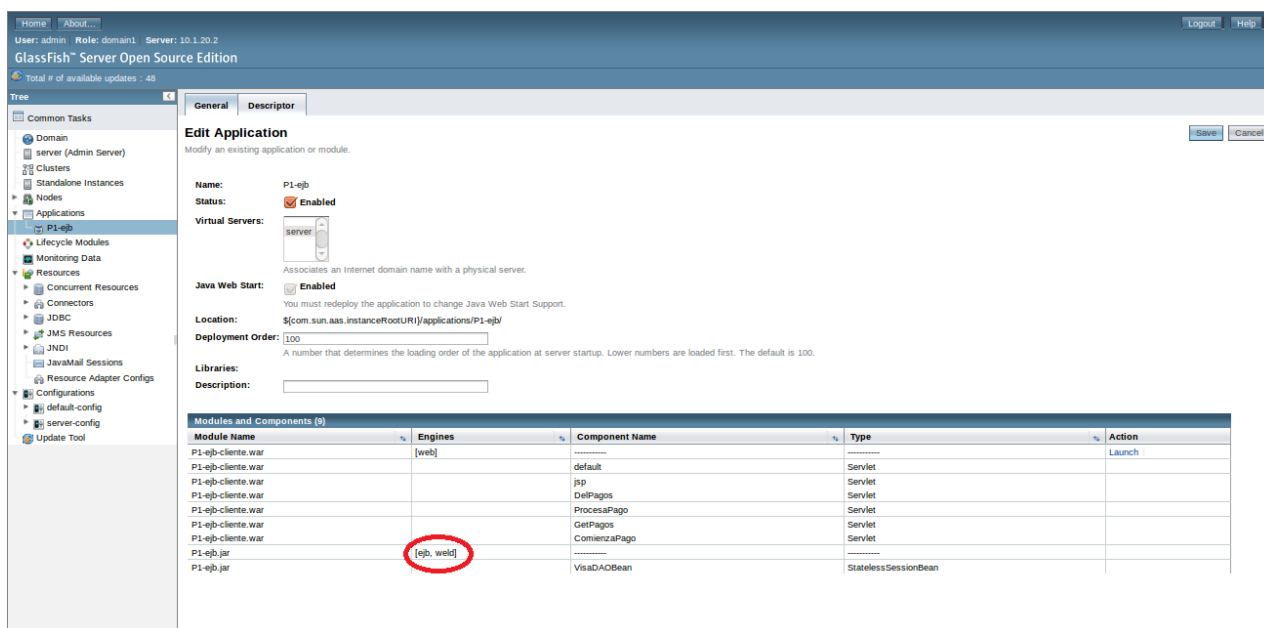 Home About... Logout Help
User: admin Role: domain1 Server: 10.1.20.2
GlassFish™ Server Open Source Edition
Total # of available updates : 48
Tree
Common Tasks
Domain
server (Admin Server)
Clusters
Standalone Instances
Nodes
Applications
P1-ejb
Lifecycle Modules
Monitoring Data
Resources
Concurrent Resources
Connectors
JDBC
JMS Resources
JNDI
JavaMail Sessions
Resource Adapter Configs
Configurations
default-config
server-config
Update Tool
General Descriptor
Edit Application
Save Cancel
Modify an existing application or module.
Name: P1-ejb
Status: Enabled
Virtual Servers: server
Associates an Internet domain name with a physical server.
Java Web Start: Enabled
You must redeploy the application to change Java Web Start Support.
Location: ${com.sun.aas.instanceRootURI}/applications/P1-ejb/
Deployment Order: 100
A number that determines the loading order of the application at server startup. Lower numbers are loaded first. The default is 100.
Libraries:
Description:
Modules and Components (9)
Module Name Engines Component Name Type Action
P1-ejb-cliente.war [web] ----------- ----------- Launch
P1-ejb-cliente.war default Servlet
P1-ejb-cliente.war jsp Servlet
P1-ejb-cliente.war DelPagos Servlet
P1-ejb-cliente.war ProcesaPago Servlet
P1-ejb-cliente.war GetPagos Servlet
P1-ejb-cliente.war ComienzaPago Servlet
P1-ejb.jar [ejb, weld] ----------- -----------
P1-ejb.jar VisaDAOBean StatelessSessionBean